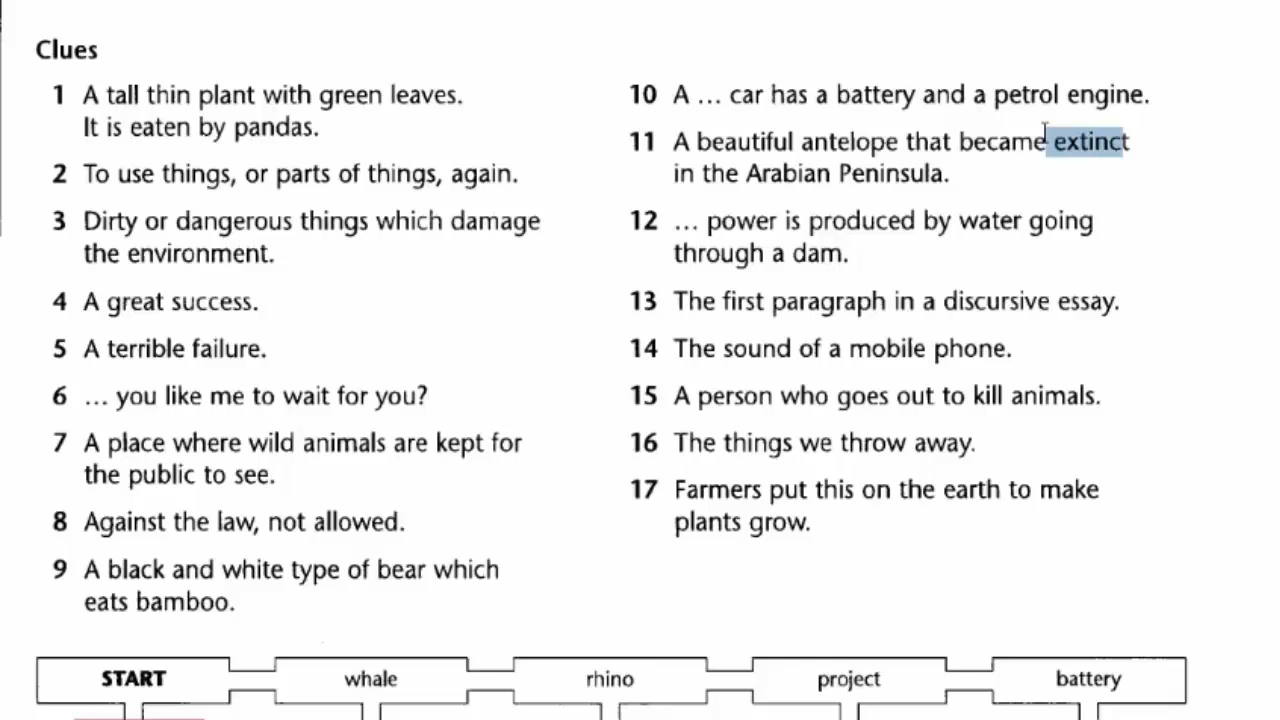 Clues
1 A tall thin plant with green leaves.
It is eaten by pandas.
2 To use things, or parts of things, again.
3 Dirty or dangerous things which damage
the environment.
4 A great success.
5 A terrible failure.
6 ... you like me to wait for you?
7 A place where wild animals are kept for
the public to see.
8 Against the law, not allowed.
9 A black and white type of bear which
eats bamboo.
10 A ... car has a battery and a petrol engine.
11 A beautiful antelope that became extinct
in the Arabian Peninsula.
12 ... power is produced by water going
through a dam.
13 The first paragraph in a discursive essay.
14 The sound of a mobile phone.
15 A person who goes out to kill animals.
16 The things we throw away.
17 Farmers put this on the earth to make
plants grow.
START whale rhino project battery